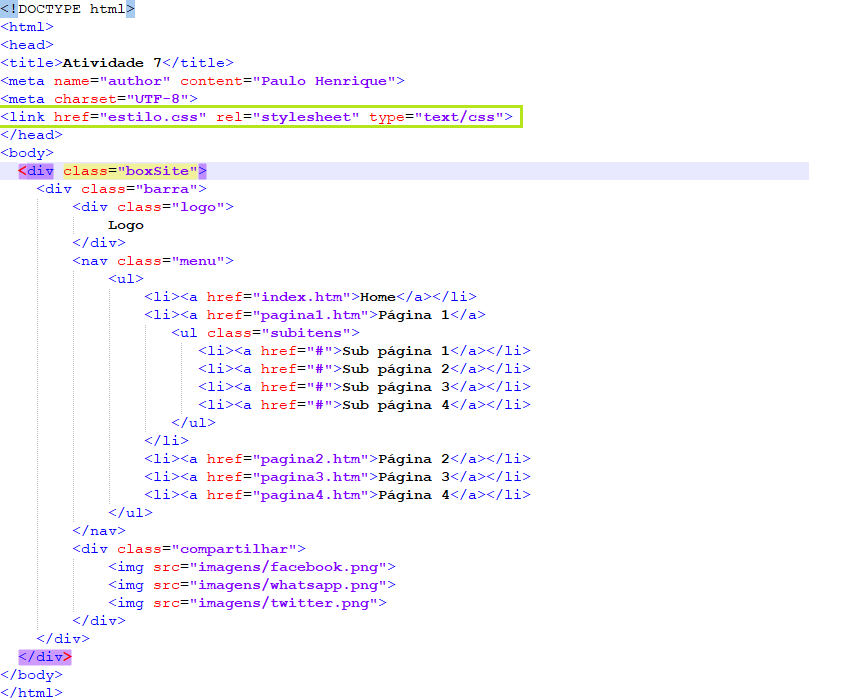 <!DOCTYPE html>
<html>
<head>
<title>Atividade 7</title>
<meta name="author" content="Paulo Henrique">
<meta charset="UTF-8">
<link href="estilo.css" rel="stylesheet" type="text/css">
</head>
<body>
<div class="boxSite">
<div class="barra">
<div class="logo">
Logo
</div>
<nav class="menu">
<ul>
<li><a href="index.htm">Home</a></li>
<li><a href="pagina1.htm">Página 1</a>
<ul class="subitens">
<li><a href="#">Sub página 1</a></li>
<li><a href="#">Sub página 2</a></li>
<li><a href="#">Sub página 3</a></li>
<li><a href="#">Sub página 4</a></li>
</ul>
</li>
<li><a href="pagina2.htm">Página 2</a></li>
<li><a href="pagina3.htm">Página 3</a></li>
<li><a href="pagina4.htm">Página 4</a></li>
</ul>
</nav>
<div class="compartilhar">
<img src="imagens/facebook.png">
<img src="imagens/whatsapp.png">
<img src="imagens/twitter.png">
</div>
</div>
</div>
</body>
</html>